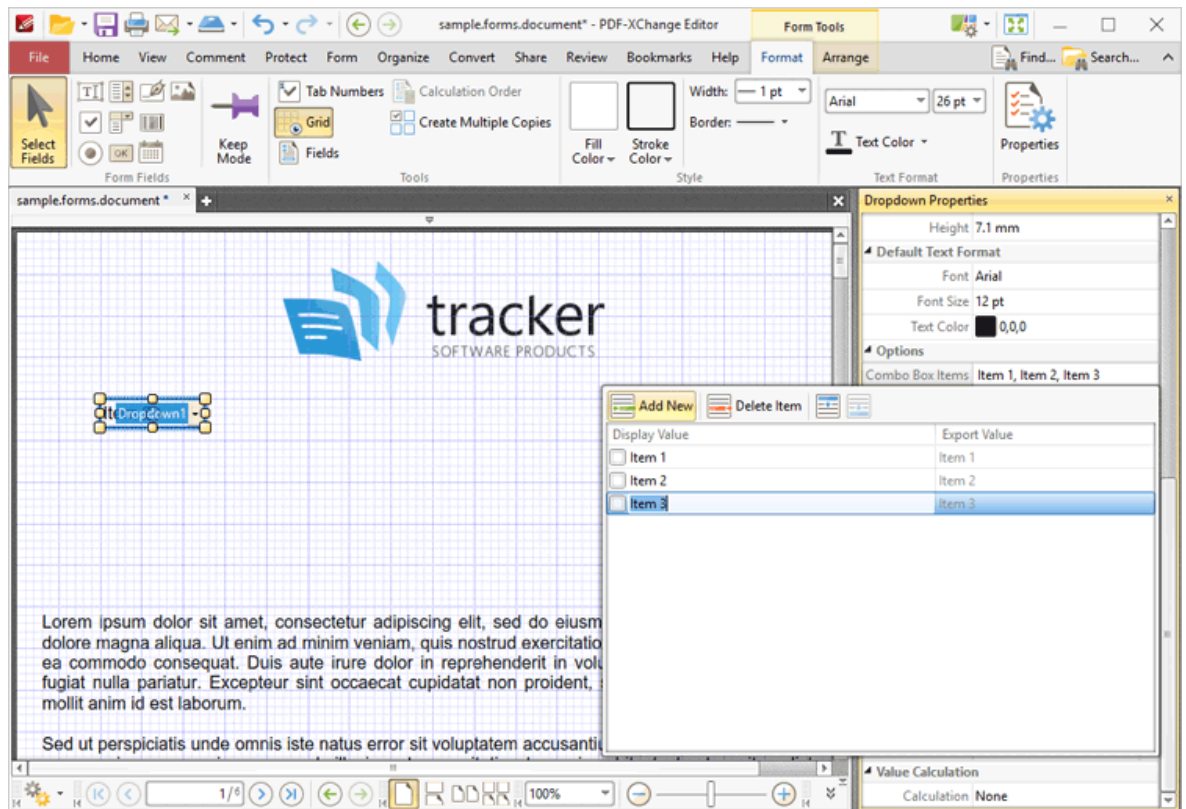 sample.forms.document* - PDF-XChange Editor
Form Tools
File Home View Comment Protect Form Organize Convert Share Review Bookmarks Help Format Arrange Find... Search...
Select Fields
OK
Form Fields
Keep Mode
Tab Numbers
Grid
Fields
Calculation Order
Create Multiple Copies
Tools
Fill Color
Stroke Color
Width: 1 pt
Border:
Style
Arial 26 pt
Text Color
Text Format
Properties
Properties
sample.forms.document *
Dropdown Properties
Height 7.1 mm
Default Text Format
Font Arial
Font Size 12 pt
Text Color 0,0,0
Options
Combo Box Items Item 1, Item 2, Item 3
tracker
SOFTWARE PRODUCTS
Dropdown1
Add New Delete Item
Display Value Export Value
Item 1 Item 1
Item 2 Item 2
Item 3 Item 3
Lorem ipsum dolor sit amet, consectetur adipiscing elit, sed do eiusm
dolore magna aliqua. Ut enim ad minim veniam, quis nostrud exercitatio
ea commodo consequat. Duis aute irure dolor in reprehenderit in volu
fugiat nulla pariatur. Excepteur sint occaecat cupidatat non proident,
mollit anim id est laborum.
Sed ut perspiciatis unde omnis iste natus error sit voluptatem accusantiu
Value Calculation
Calculation None
1/6
100%